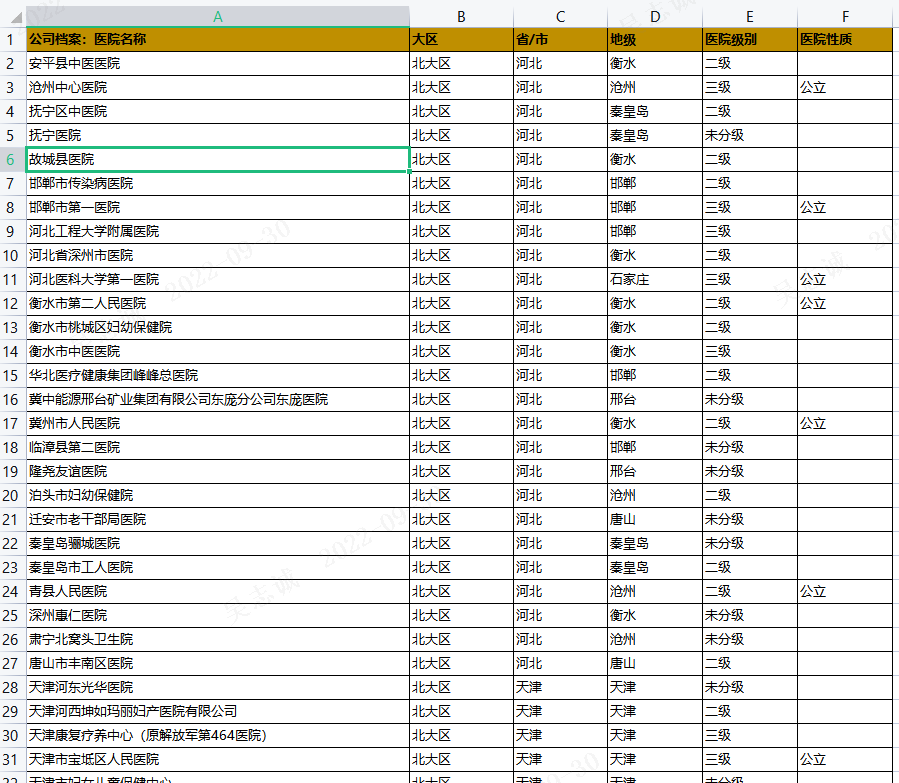 A B C D E F
1 公司档案：医院名称 大区 省/市 地级 医院级别 医院性质
2 安平县中医医院 北大区 河北 衡水 二级
3 沧州中心医院 北大区 河北 沧州 三级 公立
4 抚宁区中医院 北大区 河北 秦皇岛 二级
5 抚宁医院 北大区 河北 秦皇岛 未分级
6 故城县医院 北大区 河北 衡水 二级
7 邯郸市传染病医院 北大区 河北 邯郸 二级
8 邯郸市第一医院 北大区 河北 邯郸 三级 公立
9 河北工程大学附属医院 北大区 河北 邯郸 三级
10 河北省深州市医院 北大区 河北 衡水 二级
11 河北医科大学第一医院 北大区 河北 石家庄 三级 公立
12 衡水市第二人民医院 北大区 河北 衡水 二级 公立
13 衡水市桃城区妇幼保健院 北大区 河北 衡水 二级
14 衡水市中医医院 北大区 河北 衡水 三级
15 华北医疗健康集团峰峰总医院 北大区 河北 邯郸 二级
16 冀中能源邢台矿业集团有限公司东庞分公司东庞医院 北大区 河北 邢台 未分级
17 冀州市人民医院 北大区 河北 衡水 二级 公立
18 临漳县第二医院 北大区 河北 邯郸 未分级
19 隆尧友谊医院 北大区 河北 邢台 未分级
20 泊头市妇幼保健院 北大区 河北 沧州 二级
21 迁安市老干部局医院 北大区 河北 唐山 未分级
22 秦皇岛骊城医院 北大区 河北 秦皇岛 未分级
23 秦皇岛市工人医院 北大区 河北 秦皇岛 二级
24 青县人民医院 北大区 河北 沧州 二级 公立
25 深州惠仁医院 北大区 河北 衡水 未分级
26 肃宁北窝头卫生院 北大区 河北 沧州 未分级
27 唐山市丰南区医院 北大区 河北 唐山 二级
28 天津河东光华医院 北大区 天津 天津 未分级
29 天津河西坤如玛丽妇产医院有限公司 北大区 天津 天津 二级
30 天津康复疗养中心（原解放军第464医院） 北大区 天津 天津 三级
31 天津市宝坻区人民医院 北大区 天津 天津 三级 公立
吴志诚 2022-09-30